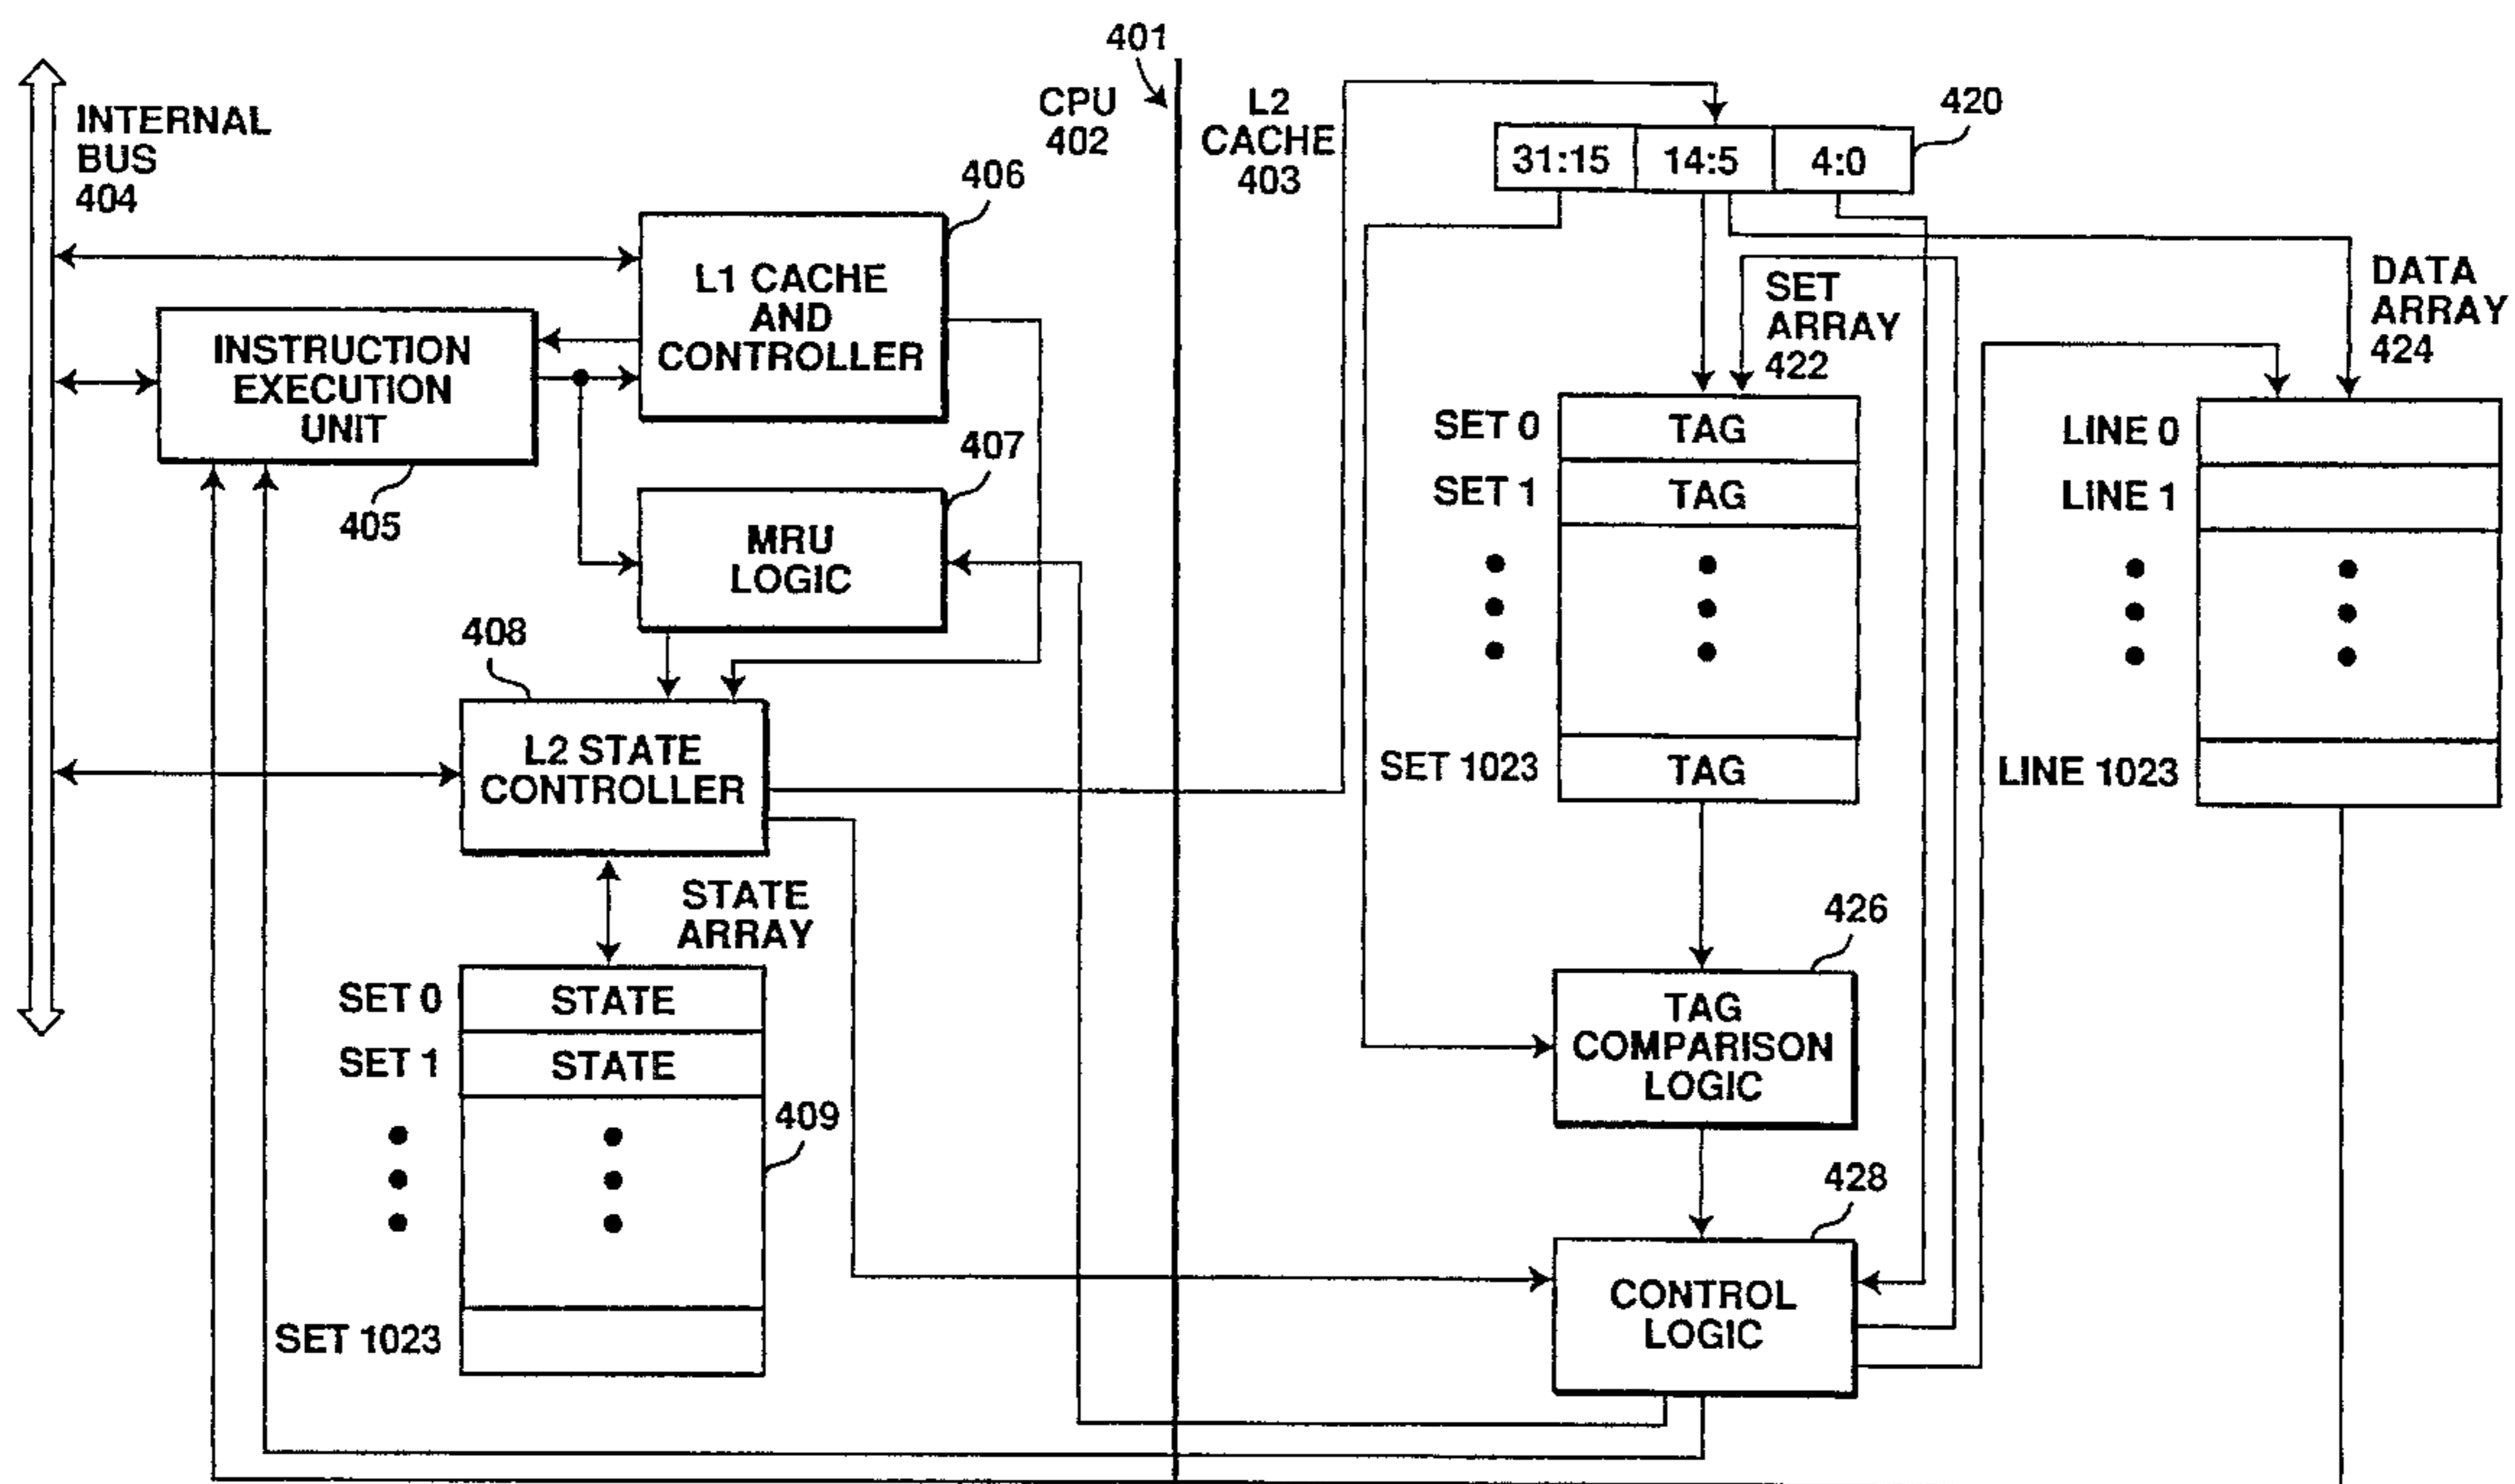 401
CPU
402
L2
CACHE
403
420
31:15
14:5
4:0
INTERNAL
BUS
404
406
L1 CACHE
AND
CONTROLLER
INSTRUCTION
EXECUTION
UNIT
405
407
MRU
LOGIC
408
L2 STATE
CONTROLLER
STATE
ARRAY
SET 0
STATE
SET 1
STATE
409
SET 1023
SET
ARRAY
422
SET 0
TAG
SET 1
TAG
SET 1023
TAG
DATA
ARRAY
424
LINE 0
LINE 1
LINE 1023
426
TAG
COMPARISON
LOGIC
428
CONTROL
LOGIC